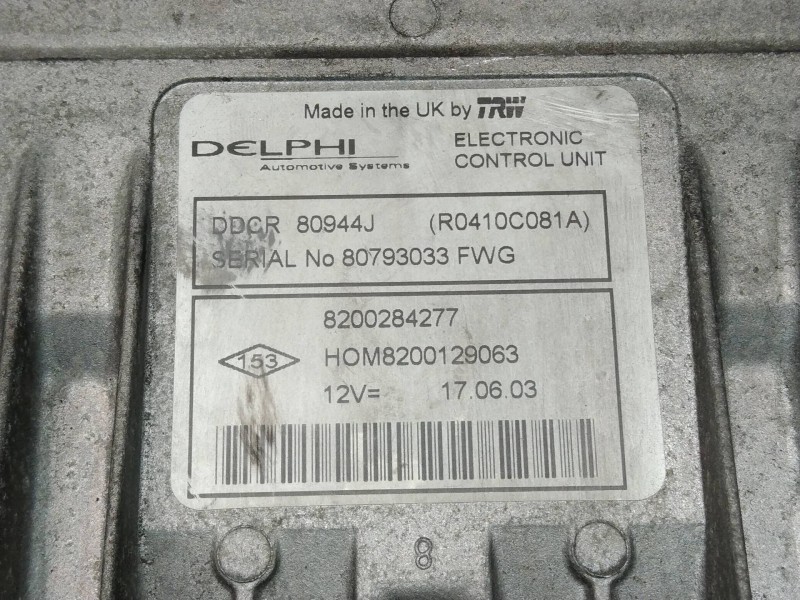 Made in the UK by TRW
DELPHI
Automotive Systems
ELECTRONIC
CONTROL UNIT
DDCR 80944J (R0410C081A)
SERIAL No 80793033 FWG
8200284277
153 HOM8200129063
12V= 17.06.03
8